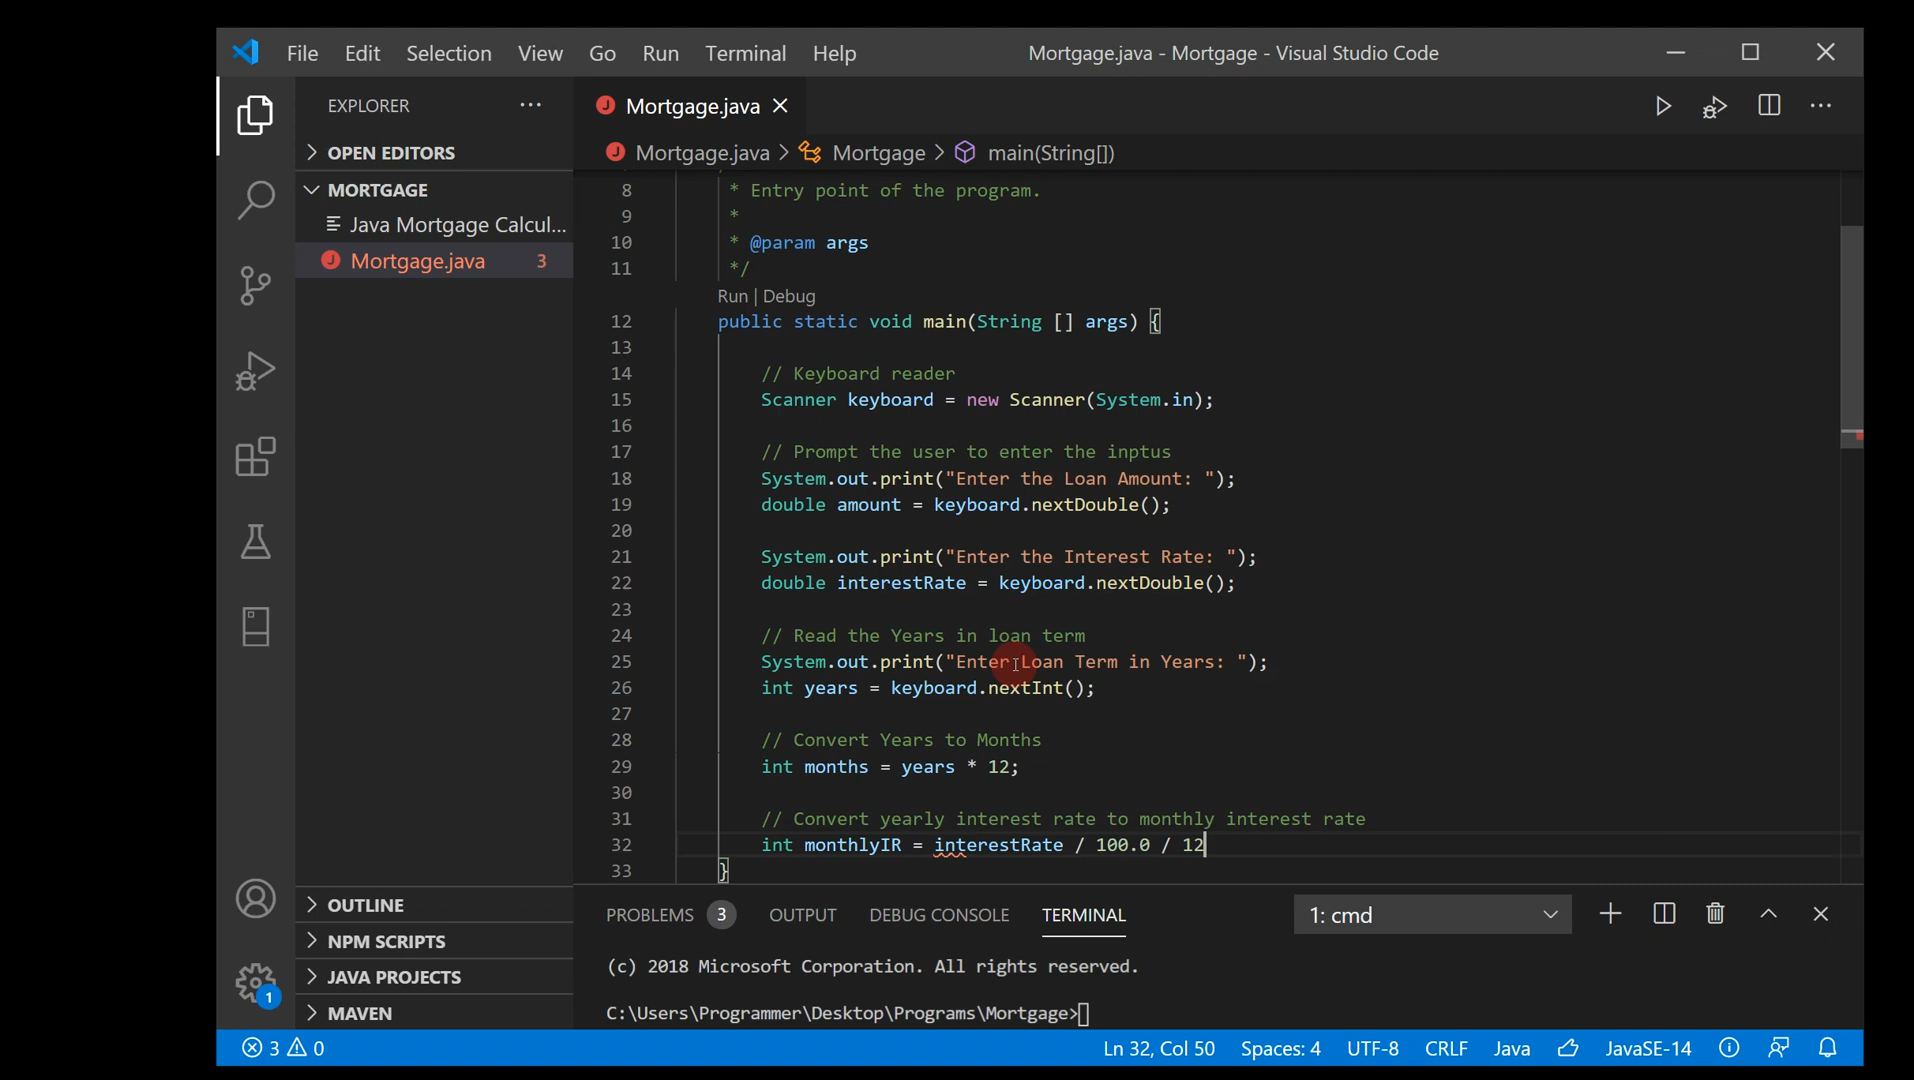 File Edit Selection View Go Run Terminal Help Mortgage.java - Mortgage - Visual Studio Code
EXPLORER
OPEN EDITORS
MORTGAGE
Java Mortgage Calcul...
Mortgage.java 3
OUTLINE
NPM SCRIPTS
JAVA PROJECTS
MAVEN
1
Mortgage.java
Mortgage.java > Mortgage > main(String[])
8 * Entry point of the program.
9 *
10 * @param args
11 */
Run | Debug
12 public static void main(String [] args) {
13
14 // Keyboard reader
15 Scanner keyboard = new Scanner(System.in);
16
17 // Prompt the user to enter the inptus
18 System.out.print("Enter the Loan Amount: ");
19 double amount = keyboard.nextDouble();
20
21 System.out.print("Enter the Interest Rate: ");
22 double interestRate = keyboard.nextDouble();
23
24 // Read the Years in loan term
25 System.out.print("Enter Loan Term in Years: ");
26 int years = keyboard.nextInt();
27
28 // Convert Years to Months
29 int months = years * 12;
30
31 // Convert yearly interest rate to monthly interest rate
32 int monthlyIR = interestRate / 100.0 / 12
33 }
PROBLEMS 3 OUTPUT DEBUG CONSOLE TERMINAL 1: cmd
(c) 2018 Microsoft Corporation. All rights reserved.
C:\Users\Programmer\Desktop\Programs\Mortgage>
3 0 Ln 32, Col 50 Spaces: 4 UTF-8 CRLF Java JavaSE-14